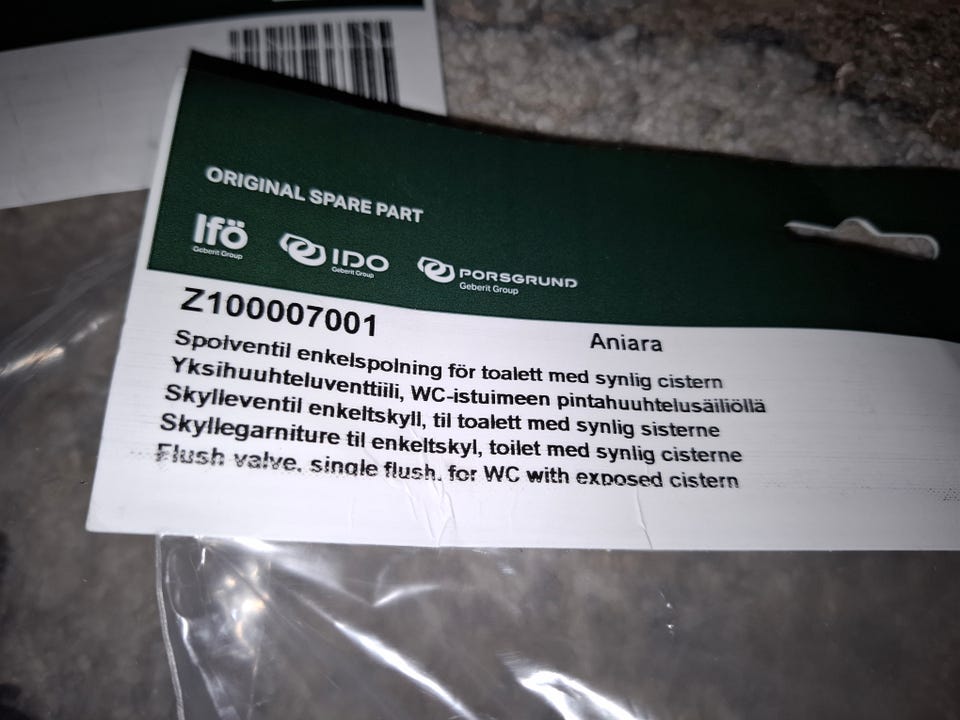 ORIGINAL SPARE PART
Ifö
Geberit Group
IDO
Geberit Group
PORSGRUND
Geberit Group
Z100007001
Aniara
Spolventil enkelspolning för toalett med synlig cistern
Yksihuuhteluventtiili, WC-istuimeen pintahuuhtelusäiliöllä
Skylleventil enkeltskyll, til toalett med synlig sisterne
Skyllegarniture til enkeltskyl, toilet med synlig cisterne
Flush valve, single flush, for WC with exposed cistern